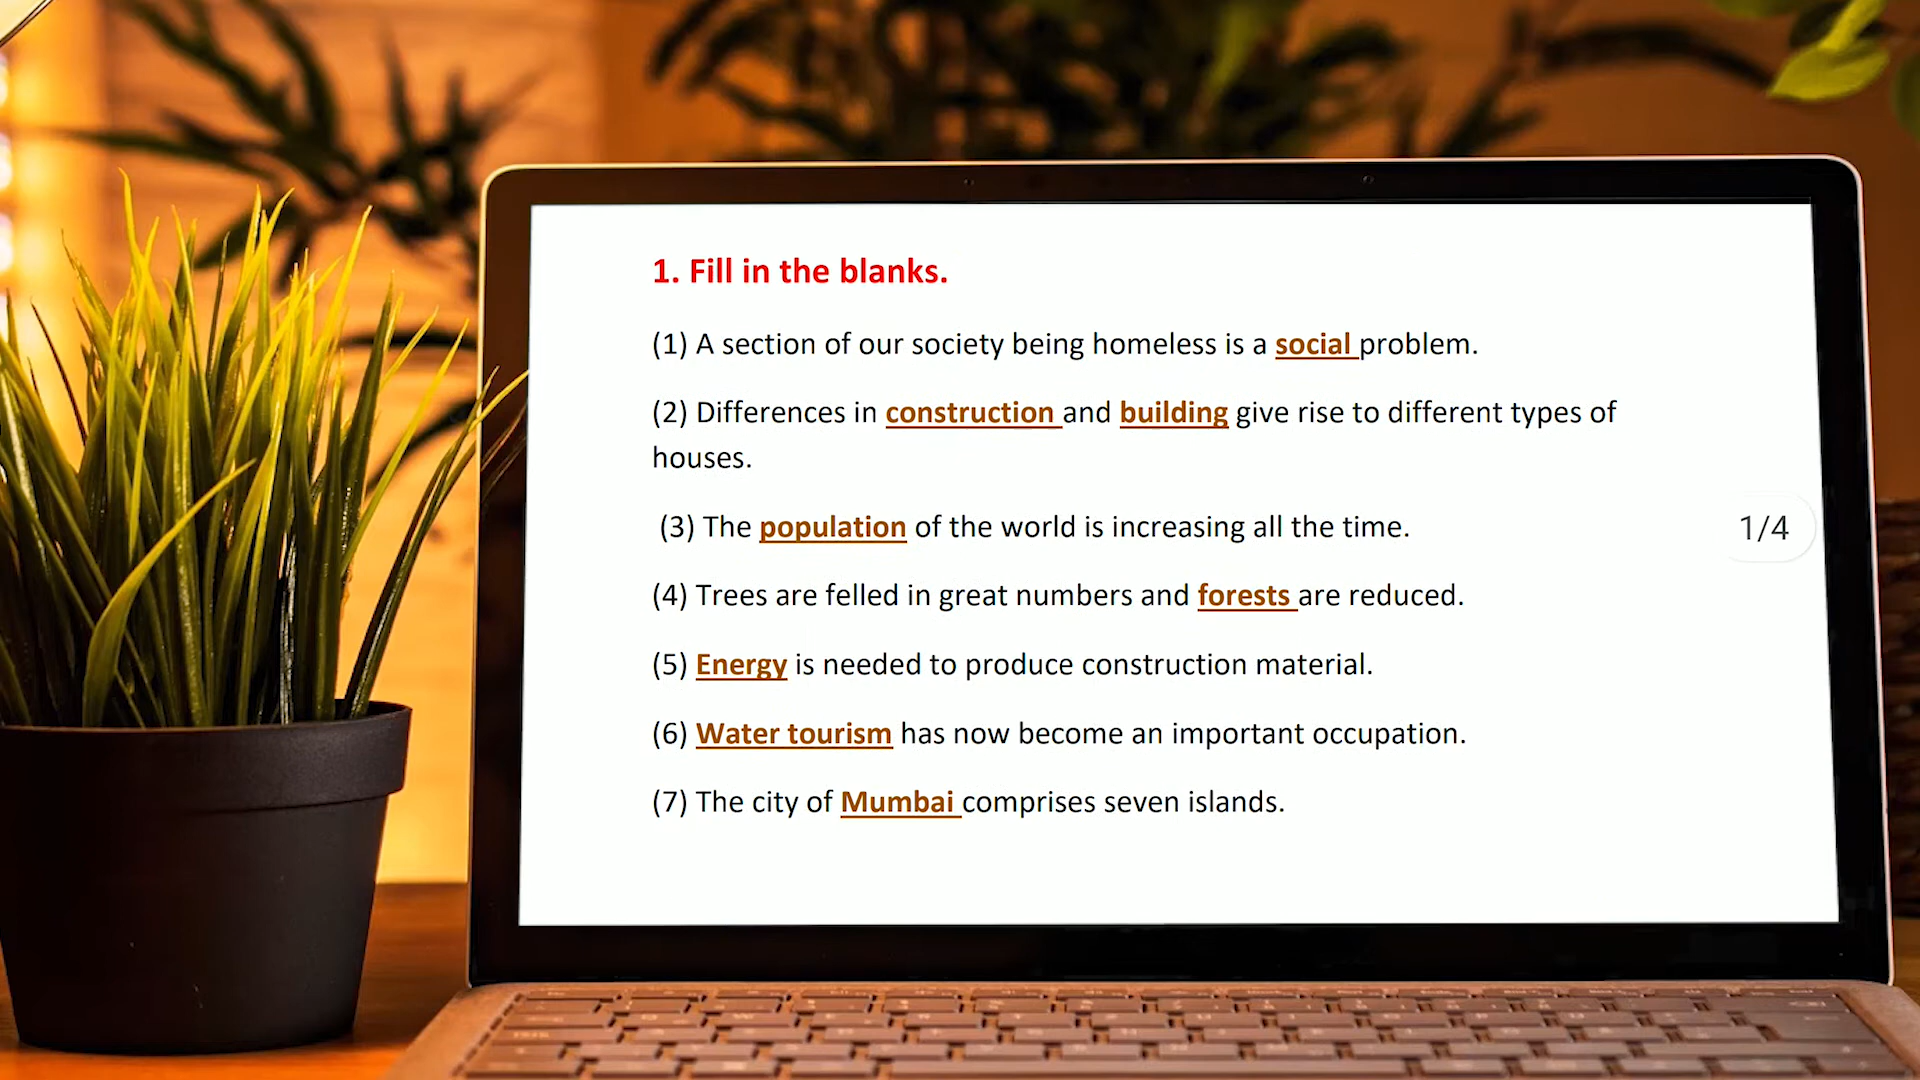 1. Fill in the blanks.
(1) A section of our society being homeless is a social problem.
(2) Differences in construction and building give rise to different types of
houses.
(3) The population of the world is increasing all the time.
1/4
(4) Trees are felled in great numbers and forests are reduced.
(5) Energy is needed to produce construction material.
(6) Water tourism has now become an important occupation.
(7) The city of Mumbai comprises seven islands.